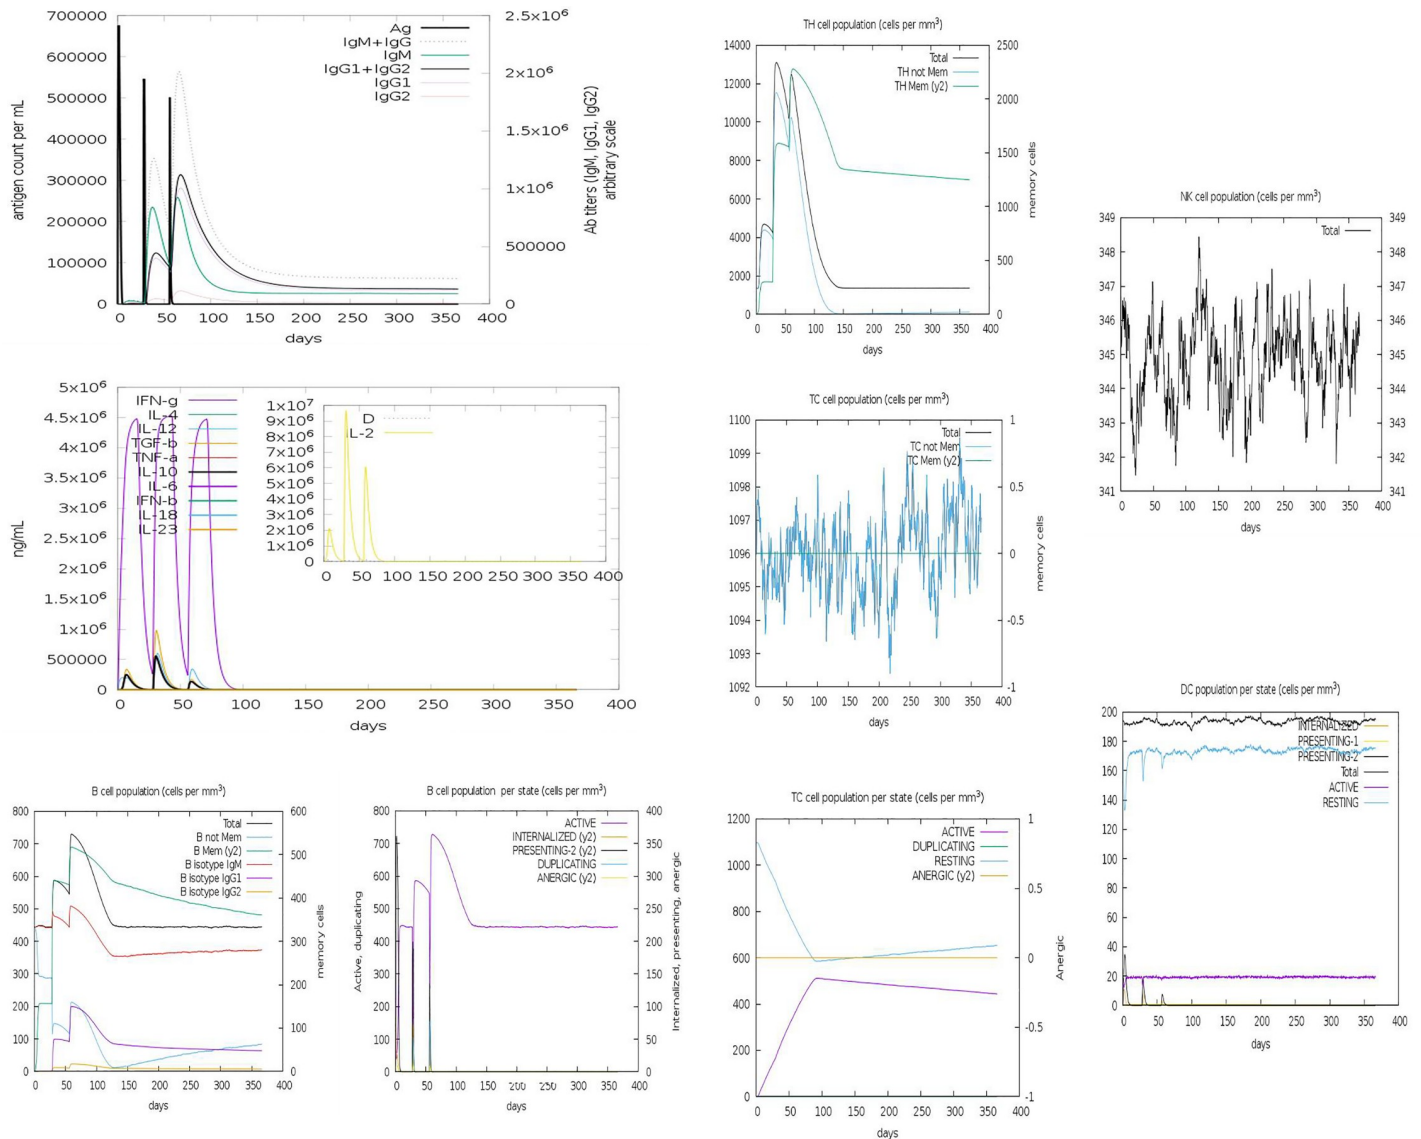 700000
600000
500000
400000
300000
200000
100000
0
antigen count per mL
2.5×10⁶
2×10⁶
1.5×10⁶
1×10⁶
500000
0
Ab titers (IgM, IgG1, IgG2)
arbitrary scale
Ag
IgM+IgG
IgM
IgG1+IgG2
IgG1
IgG2
0 50 100 150 200 250 300 350 400
days
TH cell population (cells per mm³)
14000
12000
10000
8000
6000
4000
2000
0
2500
2000
1500
1000
500
0
memory cells
Total
TH not Mem
TH Mem (y2)
0 50 100 150 200 250 300 350 400
days
NK cell population (cells per mm³)
349
348
347
346
345
344
343
342
341
349
348
347
346
345
344
343
342
341
Total
0 50 100 150 200 250 300 350 400
days
5×10⁶
4.5×10⁶
4×10⁶
3.5×10⁶
3×10⁶
2.5×10⁶
2×10⁶
1.5×10⁶
1×10⁶
500000
0
ng/mL
IFN-g
IL-4
IL-12
TGF-b
TNF-a
IL-10
IL-6
IFN-b
IL-18
IL-23
1×10⁷
9×10⁶
8×10⁶
7×10⁶
6×10⁶
5×10⁶
4×10⁶
3×10⁶
2×10⁶
1×10⁶
0
D
IL-2
0 50 100 150 200 250 300 350 400
0 50 100 150 200 250 300 350 400
days
TC cell population (cells per mm³)
1100
1099
1098
1097
1096
1095
1094
1093
1092
1
0.5
0
-0.5
-1
memory cells
Total
TC not Mem
TC Mem (y2)
0 50 100 150 200 250 300 350 400
days
DC population per state (cells per mm³)
200
180
160
140
120
100
80
60
40
20
0
INTERNALIZED
PRESENTING-1
PRESENTING-2
Total
ACTIVE
RESTING
0 50 100 150 200 250 300 350 400
days
B cell population (cells per mm³)
800
700
600
500
400
300
200
100
0
600
500
400
300
200
100
0
memory cells
Total
B not Mem
B Mem (y2)
B isotype IgM
B isotype IgG1
B isotype IgG2
0 50 100 150 200 250 300 350 400
days
B cell population per state (cells per mm³)
800
700
600
500
400
300
200
100
0
Active, duplicating
400
350
300
250
200
150
100
50
0
Internalized, presenting, anergic
ACTIVE
INTERNALIZED (y2)
PRESENTING-2 (y2)
DUPLICATING
ANERGIC (y2)
0 50 100 150 200 250 300 350 400
days
TC cell population per state (cells per mm³)
1200
1000
800
600
400
200
0
1
0.5
0
-0.5
-1
Anergic
ACTIVE
DUPLICATING
RESTING
ANERGIC (y2)
0 50 100 150 200 250 300 350 400
days